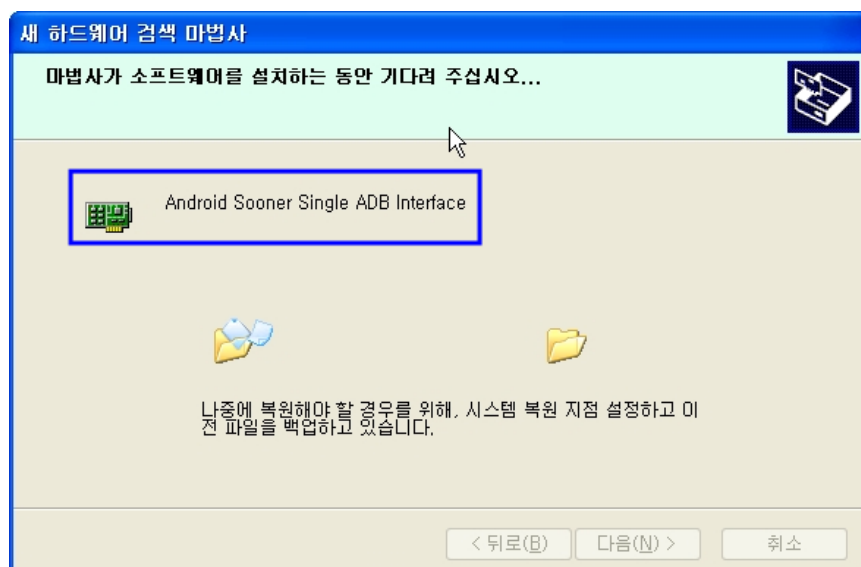 새 하드웨어 검색 마법사
마법사가 소프트웨어를 설치하는 동안 기다려 주십시오...
Android Sooner Single ADB Interface
나중에 복원해야 할 경우를 위해, 시스템 복원 지점 설정하고 이
전 파일을 백업하고 있습니다.
< 뒤로(B) 다음(N) > 취소